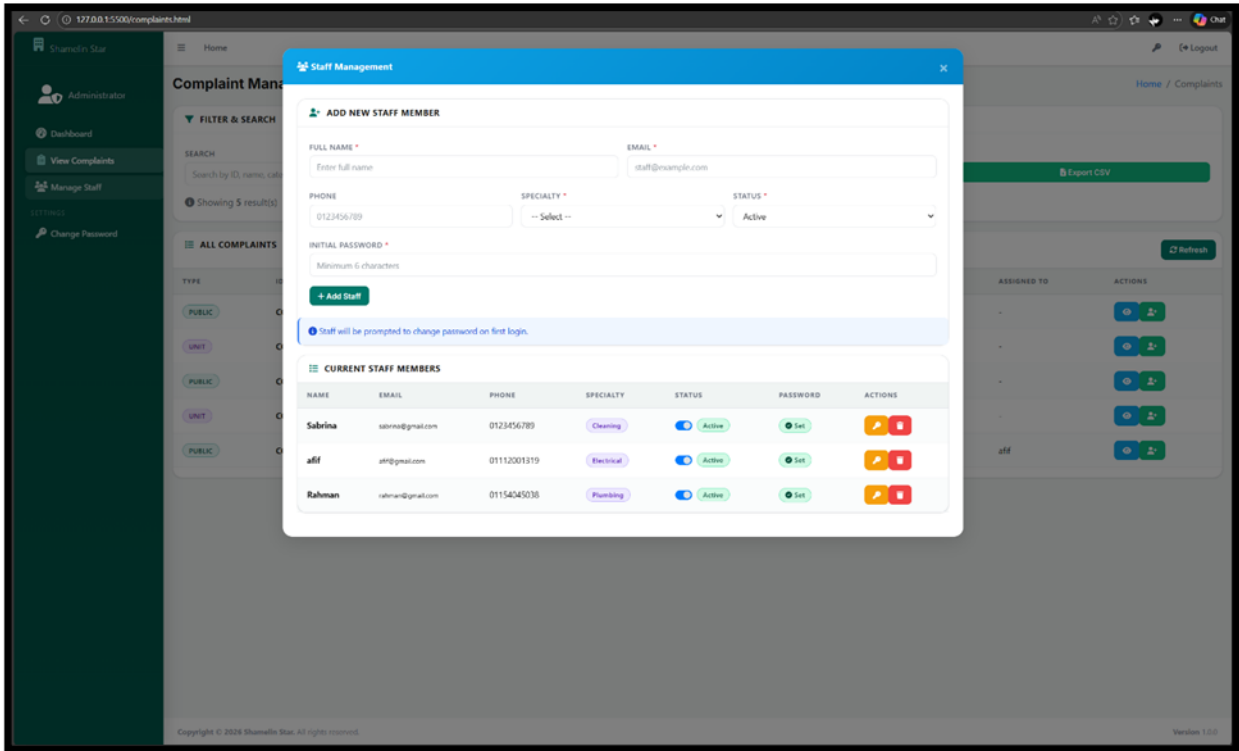 127.0.0.1:5500/complaints.html
Chat
Shamelin Star
Home
Logout
Administrator
Dashboard
View Complaints
Manage Staff
SETTINGS
Change Password
Complaint Mana
Home / Complaints
FILTER & SEARCH
SEARCH
Search by ID, name, cate
Export CSV
Showing 5 result(s)
ALL COMPLAINTS
Refresh
TYPE
ASSIGNED TO
ACTIONS
PUBLIC
-
UNIT
-
PUBLIC
-
UNIT
-
PUBLIC
afif
Staff Management
×
ADD NEW STAFF MEMBER
FULL NAME * EMAIL *
Enter full name staff@example.com
PHONE SPECIALTY * STATUS *
0123456789 -- Select -- Active
INITIAL PASSWORD *
Minimum 6 characters
+ Add Staff
Staff will be prompted to change password on first login.
CURRENT STAFF MEMBERS
NAME EMAIL PHONE SPECIALTY STATUS PASSWORD ACTIONS
Sabrina sabrina@gmail.com 0123456789 Cleaning Active Set
afif afif@gmail.com 01112001319 Electrical Active Set
Rahman rahman@gmail.com 01154045038 Plumbing Active Set
Copyright © 2026 Shamelin Star. All rights reserved.
Version 1.0.0